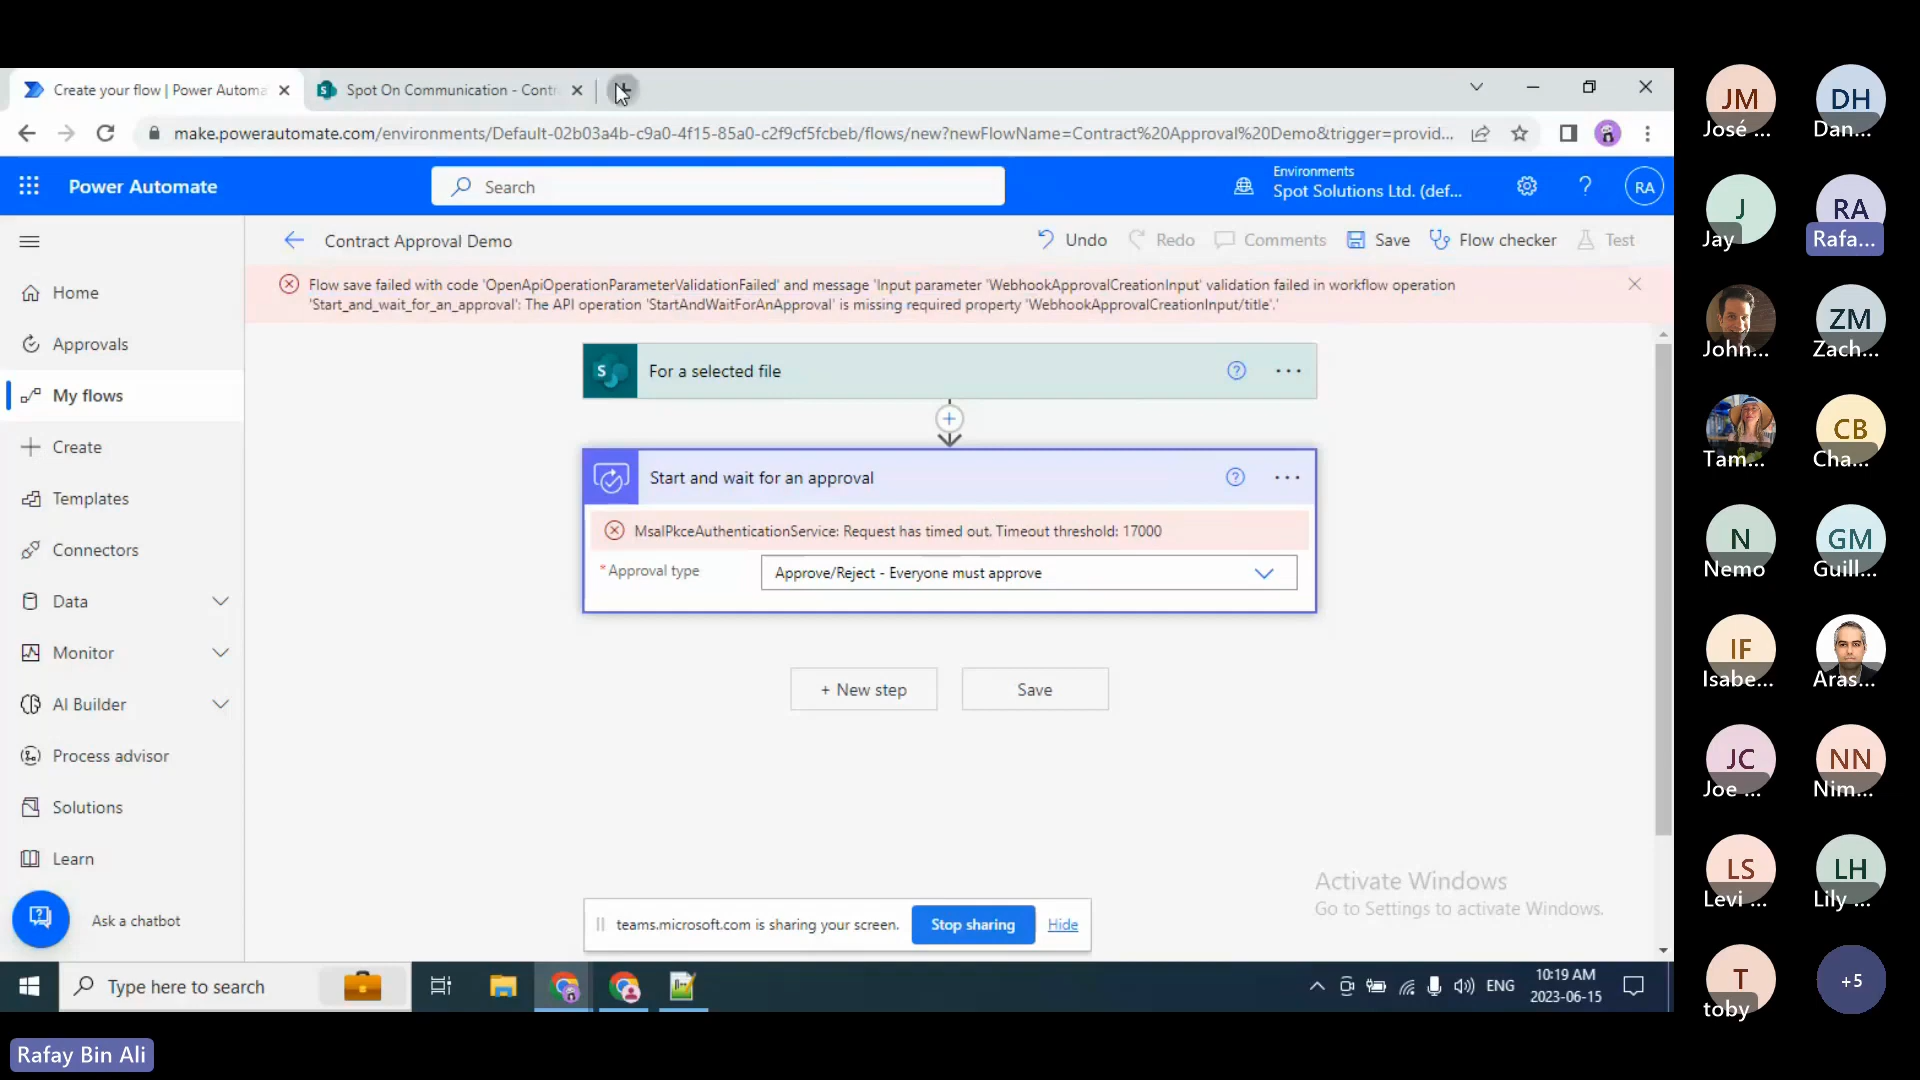 Create your flow | Power Automa
Spot On Communication - Contr
make.powerautomate.com/environments/Default-02b03a4b-c9a0-4f15-85a0-c2f9cf5fcbeb/flows/new?newFlowName=Contract%20Approval%20Demo&trigger=provid...
Power Automate
Search
Environments
Spot Solutions Ltd. (def...
?
RA
Contract Approval Demo
Undo
Redo
Comments
Save
Flow checker
Test
Flow save failed with code 'OpenApiOperationParameterValidationFailed' and message 'Input parameter 'WebhookApprovalCreationInput' validation failed in workflow operation
'Start_and_wait_for_an_approval': The API operation 'StartAndWaitForAnApproval' is missing required property 'WebhookApprovalCreationInput/title'.'
Home
Approvals
My flows
Create
Templates
Connectors
Data
Monitor
AI Builder
Process advisor
Solutions
Learn
Ask a chatbot
S
For a selected file
?
Start and wait for an approval
?
MsalPkceAuthenticationService: Request has timed out. Timeout threshold: 17000
* Approval type
Approve/Reject - Everyone must approve
+ New step
Save
Activate Windows
Go to Settings to activate Windows.
teams.microsoft.com is sharing your screen.
Stop sharing
Hide
Type here to search
ENG
10:19 AM
2023-06-15
JM
José ...
DH
Dan...
J
Jay
RA
Rafa...
John...
ZM
Zach...
Tam...
CB
Cha...
N
Nemo
GM
Guill...
IF
Isabe...
Aras...
JC
Joe ...
NN
Nim...
LS
Levi ...
LH
Lily ...
T
toby
+5
Rafay Bin Ali